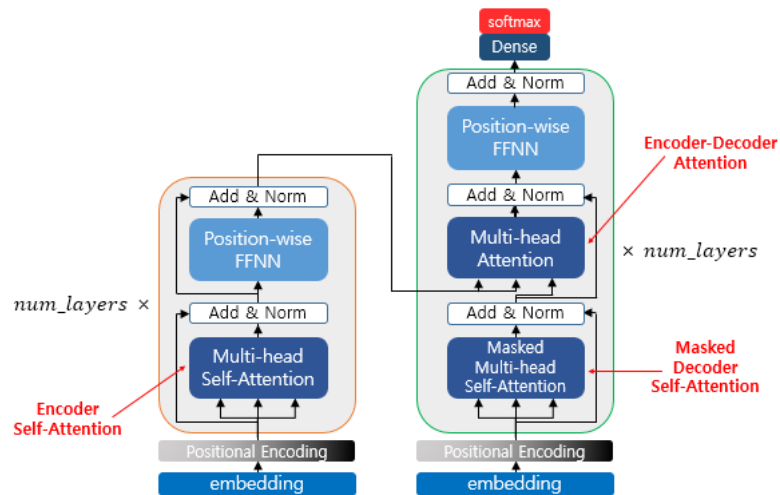 softmax
Dense
Add & Norm
Position-wise
FFNN
Encoder-Decoder
Attention
Add & Norm
Multi-head
Attention
× num_layers
Add & Norm
Masked
Multi-head
Self-Attention
Masked
Decoder
Self-Attention
Add & Norm
Position-wise
FFNN
num_layers ×
Add & Norm
Multi-head
Self-Attention
Encoder
Self-Attention
Positional Encoding
embedding
Positional Encoding
embedding